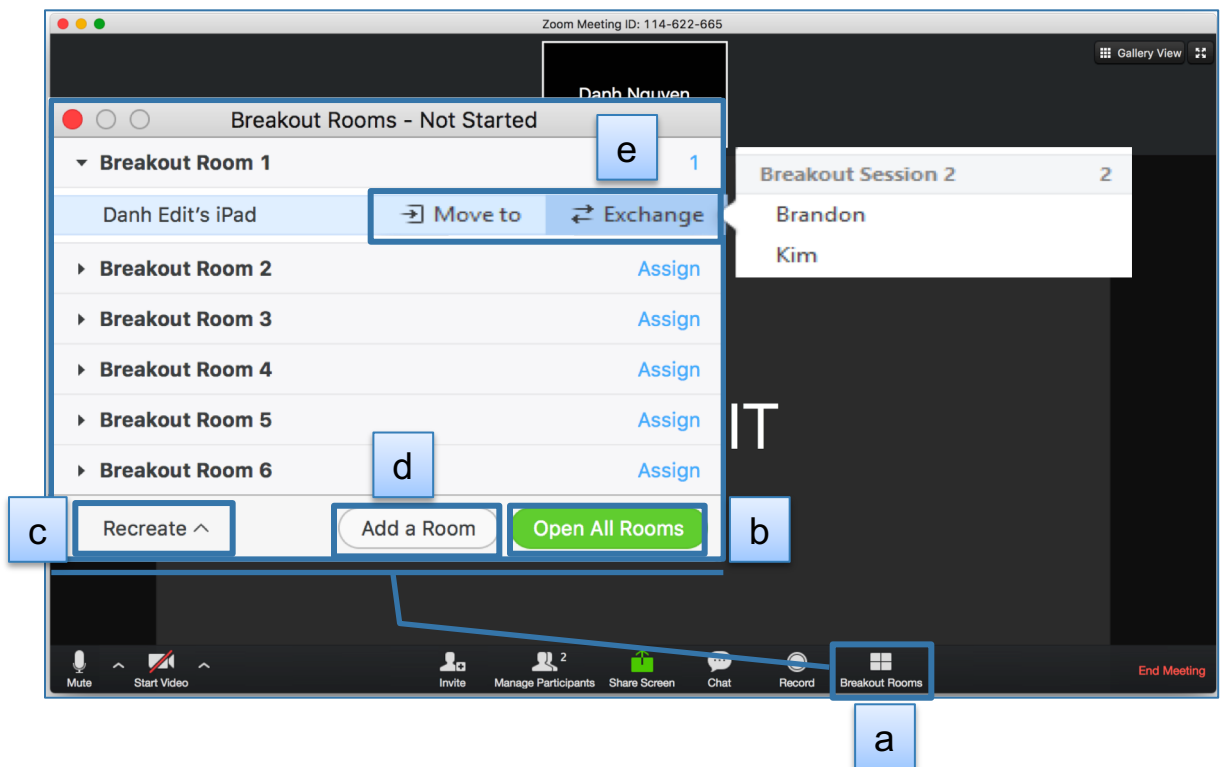 Zoom Meeting ID: 114-622-665
Gallery View
Danh Nguyen
Breakout Rooms - Not Started
e
Breakout Room 1 1
Danh Edit's iPad Move to Exchange
Breakout Session 2 2
Brandon
Kim
Breakout Room 2 Assign
Breakout Room 3 Assign
Breakout Room 4 Assign
Breakout Room 5 Assign
IT
Breakout Room 6 Assign
d
c Recreate Add a Room Open All Rooms b
2
Mute Start Video Invite Manage Participants Share Screen Chat Record Breakout Rooms End Meeting
a